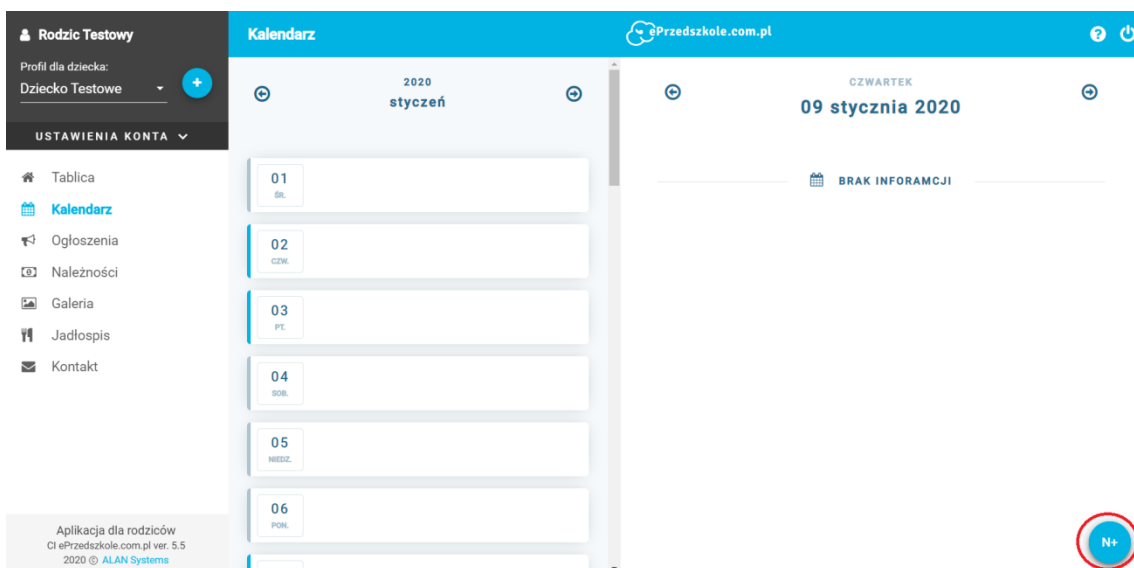 Rodzic Testowy
Profil dla dziecka:
Dziecko Testowe
+
USTAWIENIA KONTA
Tablica
Kalendarz
Ogłoszenia
Należności
Galeria
Jadłospis
Kontakt
Aplikacja dla rodziców
CI ePrzedszkole.com.pl ver. 5.5
2020 © ALAN Systems
Kalendarz
ePrzedszkole.com.pl
?
2020
styczeń
01
ŚR.
02
CZW.
03
PT.
04
SOB.
05
NIEDZ.
06
PON.
CZWARTEK
09 stycznia 2020
BRAK INFORAMCJI
N+